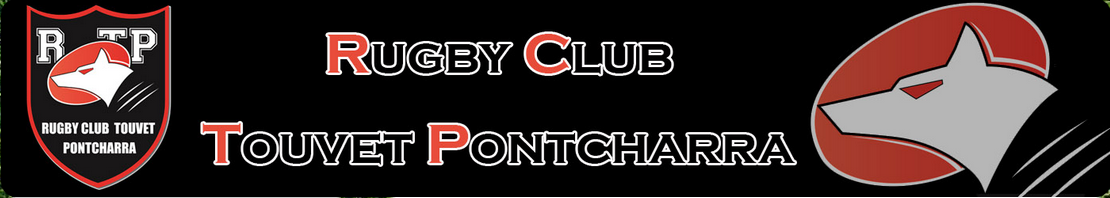 R TP
RUGBY CLUB TOUVET
PONTCHARRA
RUGBY CLUB
TOUVET PONTCHARRA